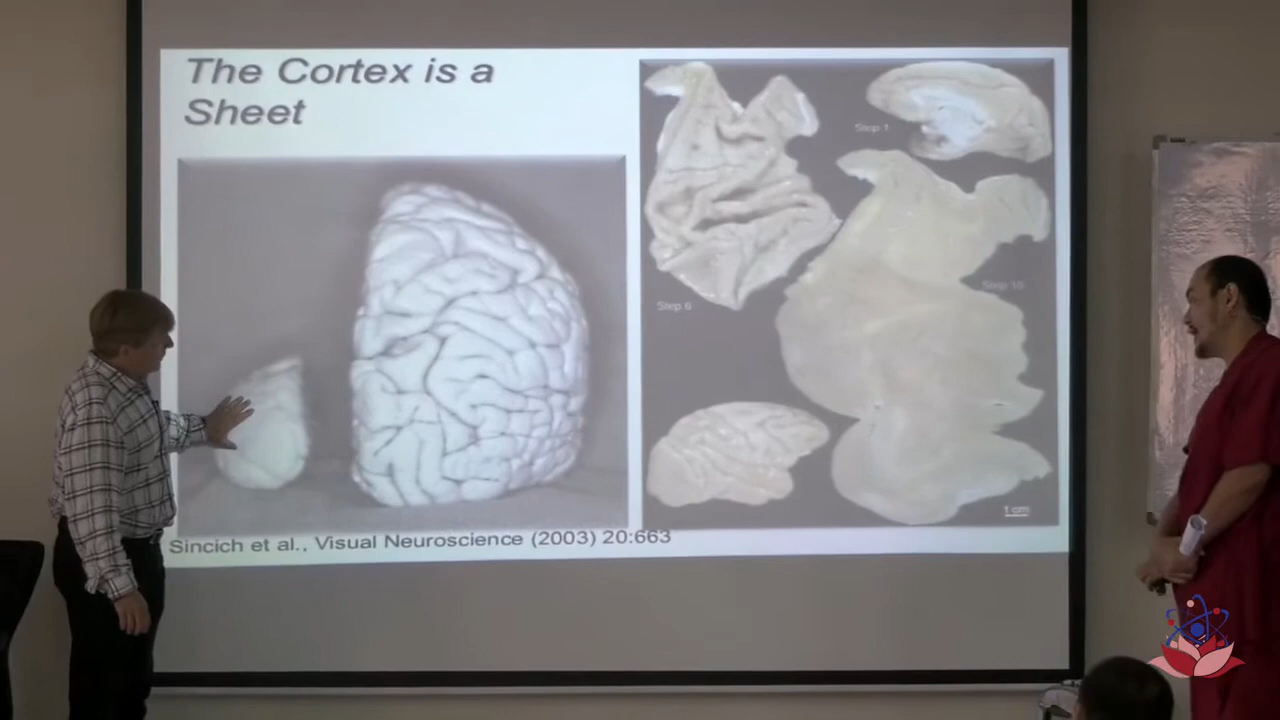 The Cortex is a
Sheet
Step 1
Step 6
Step 10
1 cm
Sincich et al., Visual Neuroscience (2003) 20:663